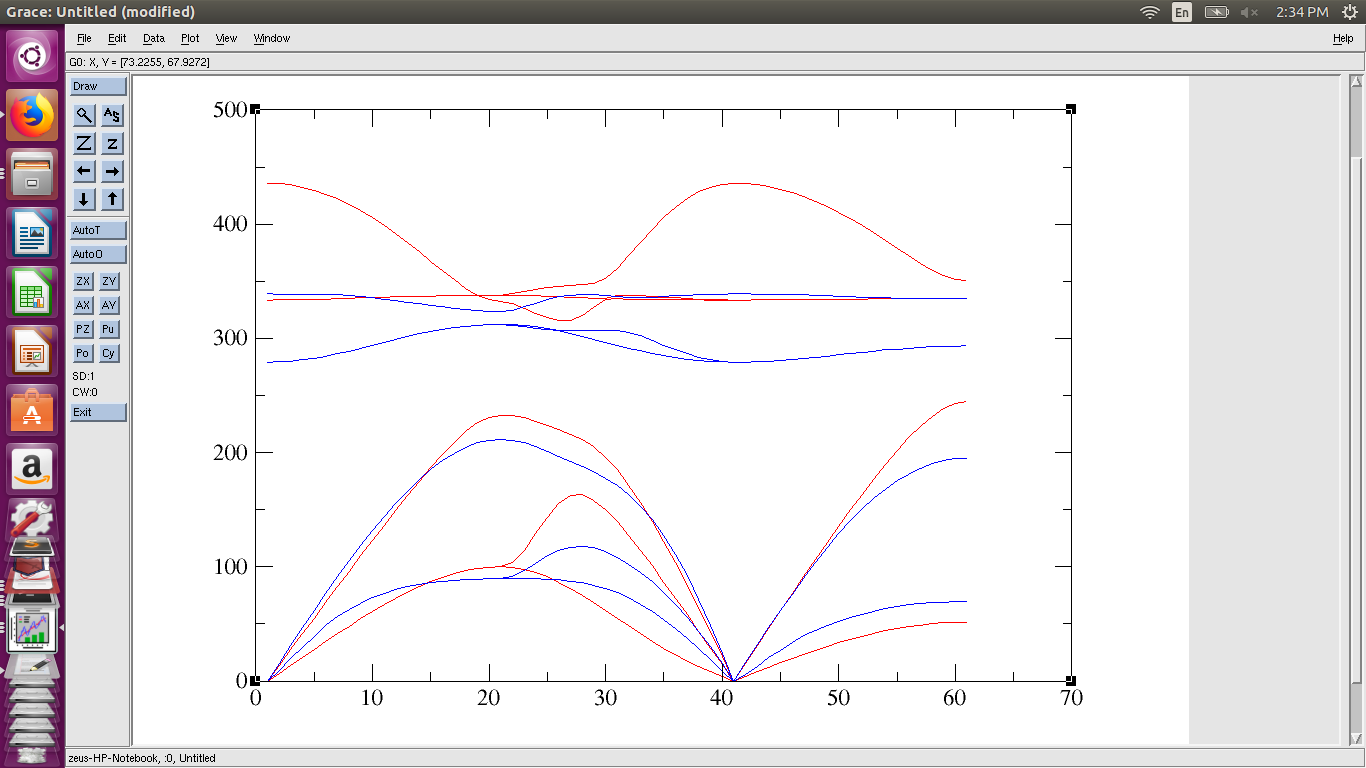 Grace: Untitled (modified)
En
2:34 PM
File Edit Data Plot View Window Help
G0: X, Y = [73.2255, 67.9272]
Draw
AS
Z z
AutoT
AutoO
ZX ZY
AX AY
PZ Pu
Po Cy
SD:1
CW:0
Exit
500
400
300
200
100
0
0 10 20 30 40 50 60 70
zeus-HP-Notebook, :0, Untitled